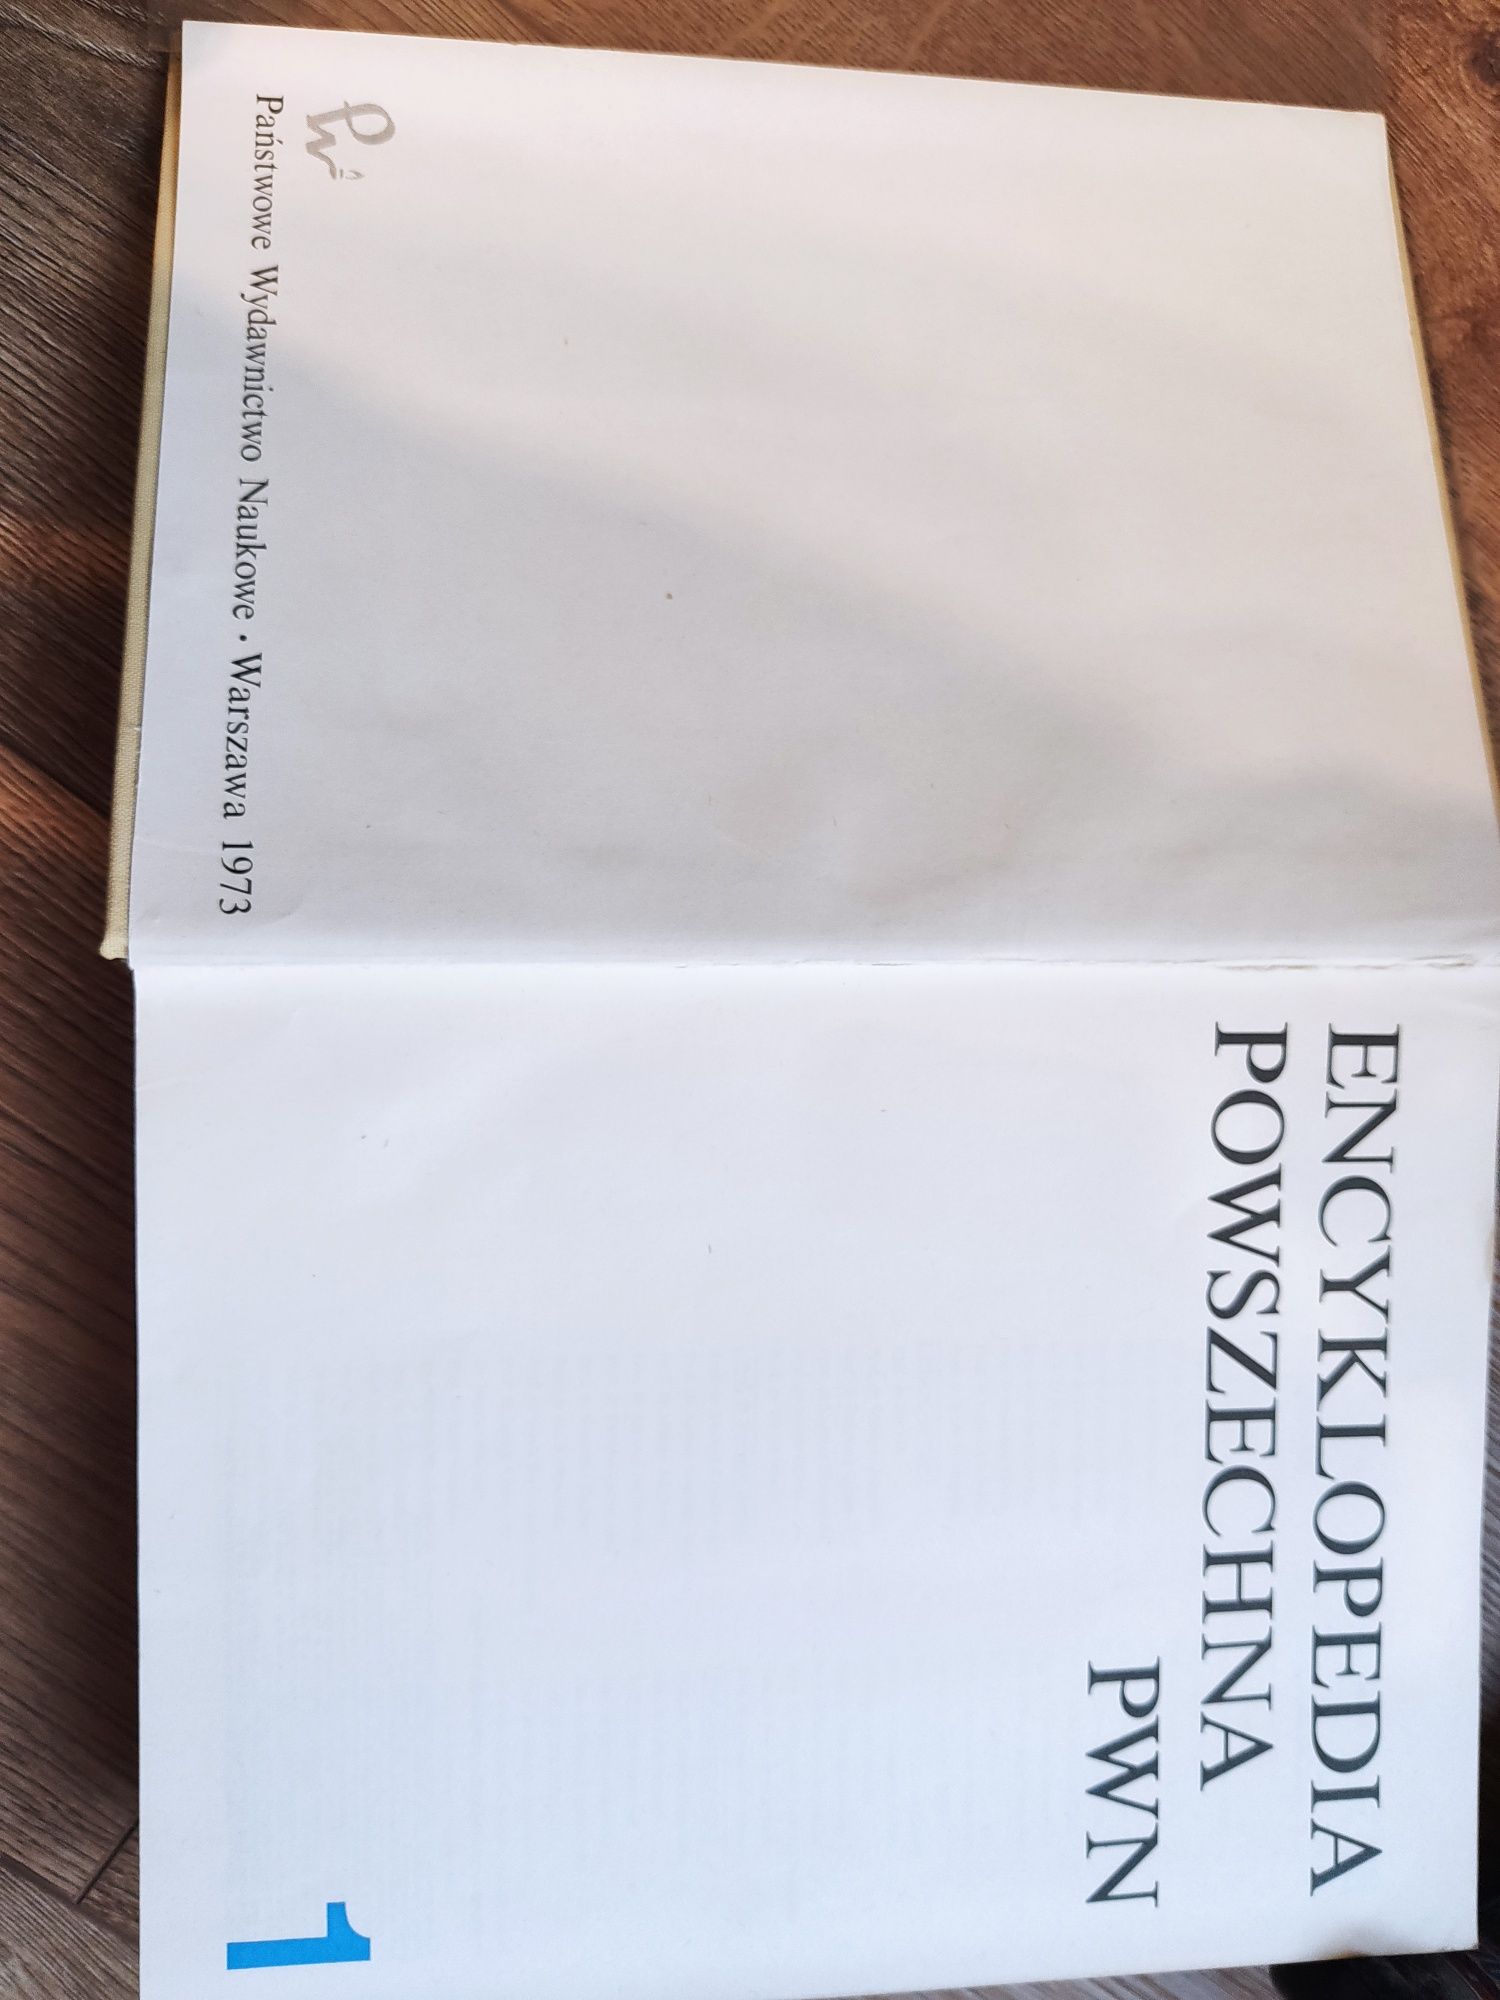 Państwowe Wydawnictwo Naukowe • Warszawa 1973
ENCYKLOPEDIA
POWSZECHNA
PWN
1